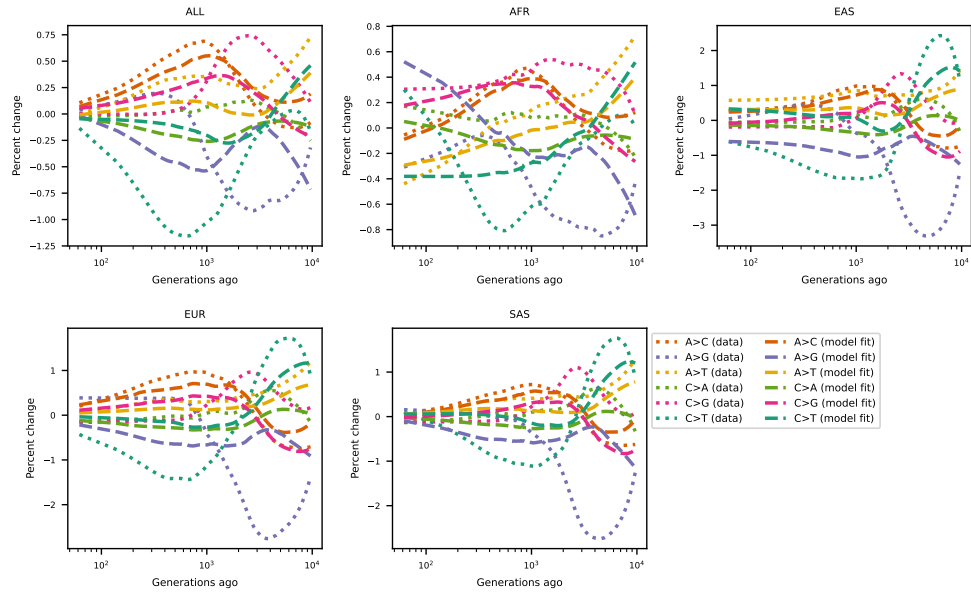 ALL
AFR
EAS
Percent change
0.75
0.50
0.25
0.00
−0.25
−0.50
−0.75
−1.00
−1.25
10²
10³
10⁴
Generations ago
Percent change
0.8
0.6
0.4
0.2
0.0
−0.2
−0.4
−0.6
−0.8
10²
10³
10⁴
Generations ago
Percent change
2
1
0
−1
−2
−3
10²
10³
10⁴
Generations ago
EUR
SAS
Percent change
1
0
−1
−2
10²
10³
10⁴
Generations ago
Percent change
1
0
−1
−2
10²
10³
10⁴
Generations ago
A>C (data)
A>G (data)
A>T (data)
C>A (data)
C>G (data)
C>T (data)
A>C (model fit)
A>G (model fit)
A>T (model fit)
C>A (model fit)
C>G (model fit)
C>T (model fit)